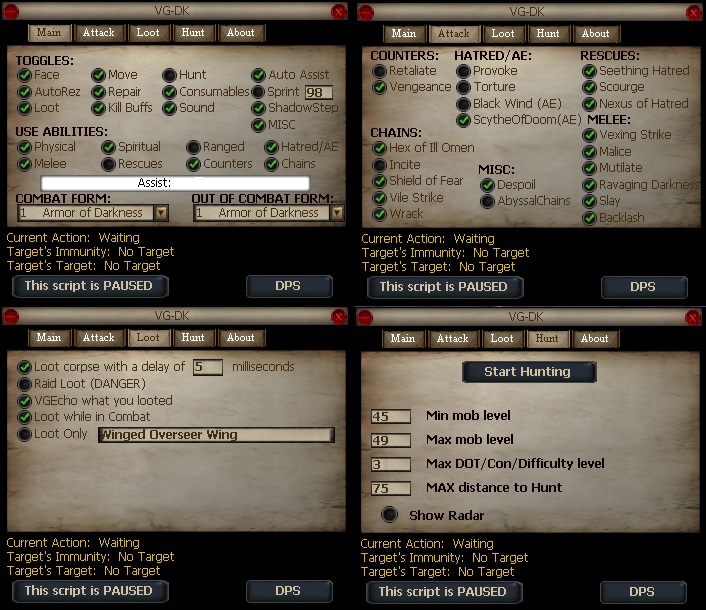 VG-DK
Main Attack Loot Hunt About
TOGGLES:
Face Move Hunt Auto Assist
AutoRez Repair Consumables Sprint 98
Loot Kill Buffs Sound ShadowStep
MISC
USE ABILITIES:
Physical Spiritual Ranged Hatred/AE
Melee Rescues Counters Chains
Assist:
COMBAT FORM: OUT OF COMBAT FORM:
1 Armor of Darkness 1 Armor of Darkness
Current Action: Waiting
Target's Immunity: No Target
Target's Target: No Target
This script is PAUSED DPS
VG-DK
Main Attack Loot Hunt About
COUNTERS: HATRED/AE: RESCUES:
Retaliate Provoke Seething Hatred
Vengeance Torture Scourge
Black Wind (AE) Nexus of Hatred
ScytheOfDoom(AE) MELEE:
CHAINS: Vexing Strike
Hex of Ill Omen Malice
Incite MISC: Mutilate
Shield of Fear Despoil Ravaging Darkness
Vile Strike AbyssalChains Slay
Wrack Backlash
Current Action: Waiting
Target's Immunity: No Target
Target's Target: No Target
This script is PAUSED DPS
VG-DK
Main Attack Loot Hunt About
Loot corpse with a delay of 5 milliseconds
Raid Loot (DANGER)
VGEcho what you looted
Loot while in Combat
Loot Only Winged Overseer Wing
Current Action: Waiting
Target's Immunity: No Target
Target's Target: No Target
This script is PAUSED DPS
VG-DK
Main Attack Loot Hunt About
Start Hunting
45 Min mob level
49 Max mob level
3 Max DOT/Con/Difficulty level
75 MAX distance to Hunt
Show Radar
Current Action: Waiting
Target's Immunity: No Target
Target's Target: No Target
This script is PAUSED DPS